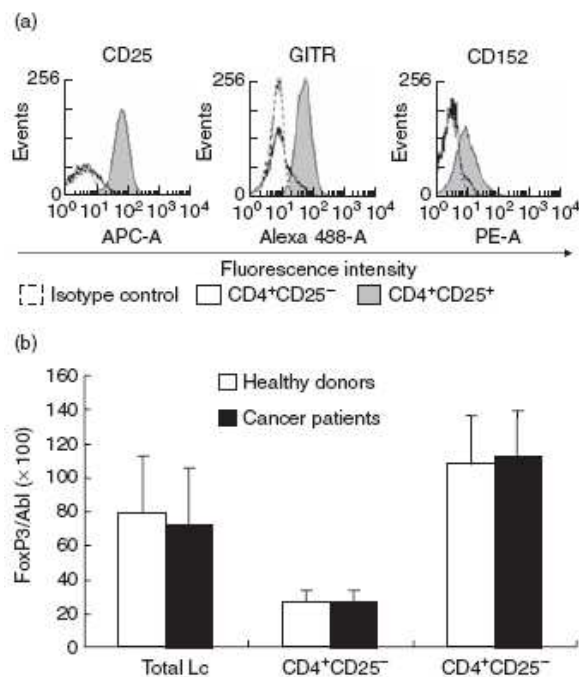 (a)
CD25 GITR CD152
256 256 256
Events Events Events
0 0 0
10⁰ 10¹ 10² 10³ 10⁴ 10⁰ 10¹ 10² 10³ 10⁴ 10⁰ 10¹ 10² 10³ 10⁴
APC-A Alexa 488-A PE-A
Fluorescence intensity
Isotype control CD4⁺CD25⁻ CD4⁺CD25⁺
(b)
FoxP3/Abl (× 100)
160
140
120
100
80
60
40
20
0
Healthy donors
Cancer patients
Total Lc CD4⁺CD25⁻ CD4⁺CD25⁻